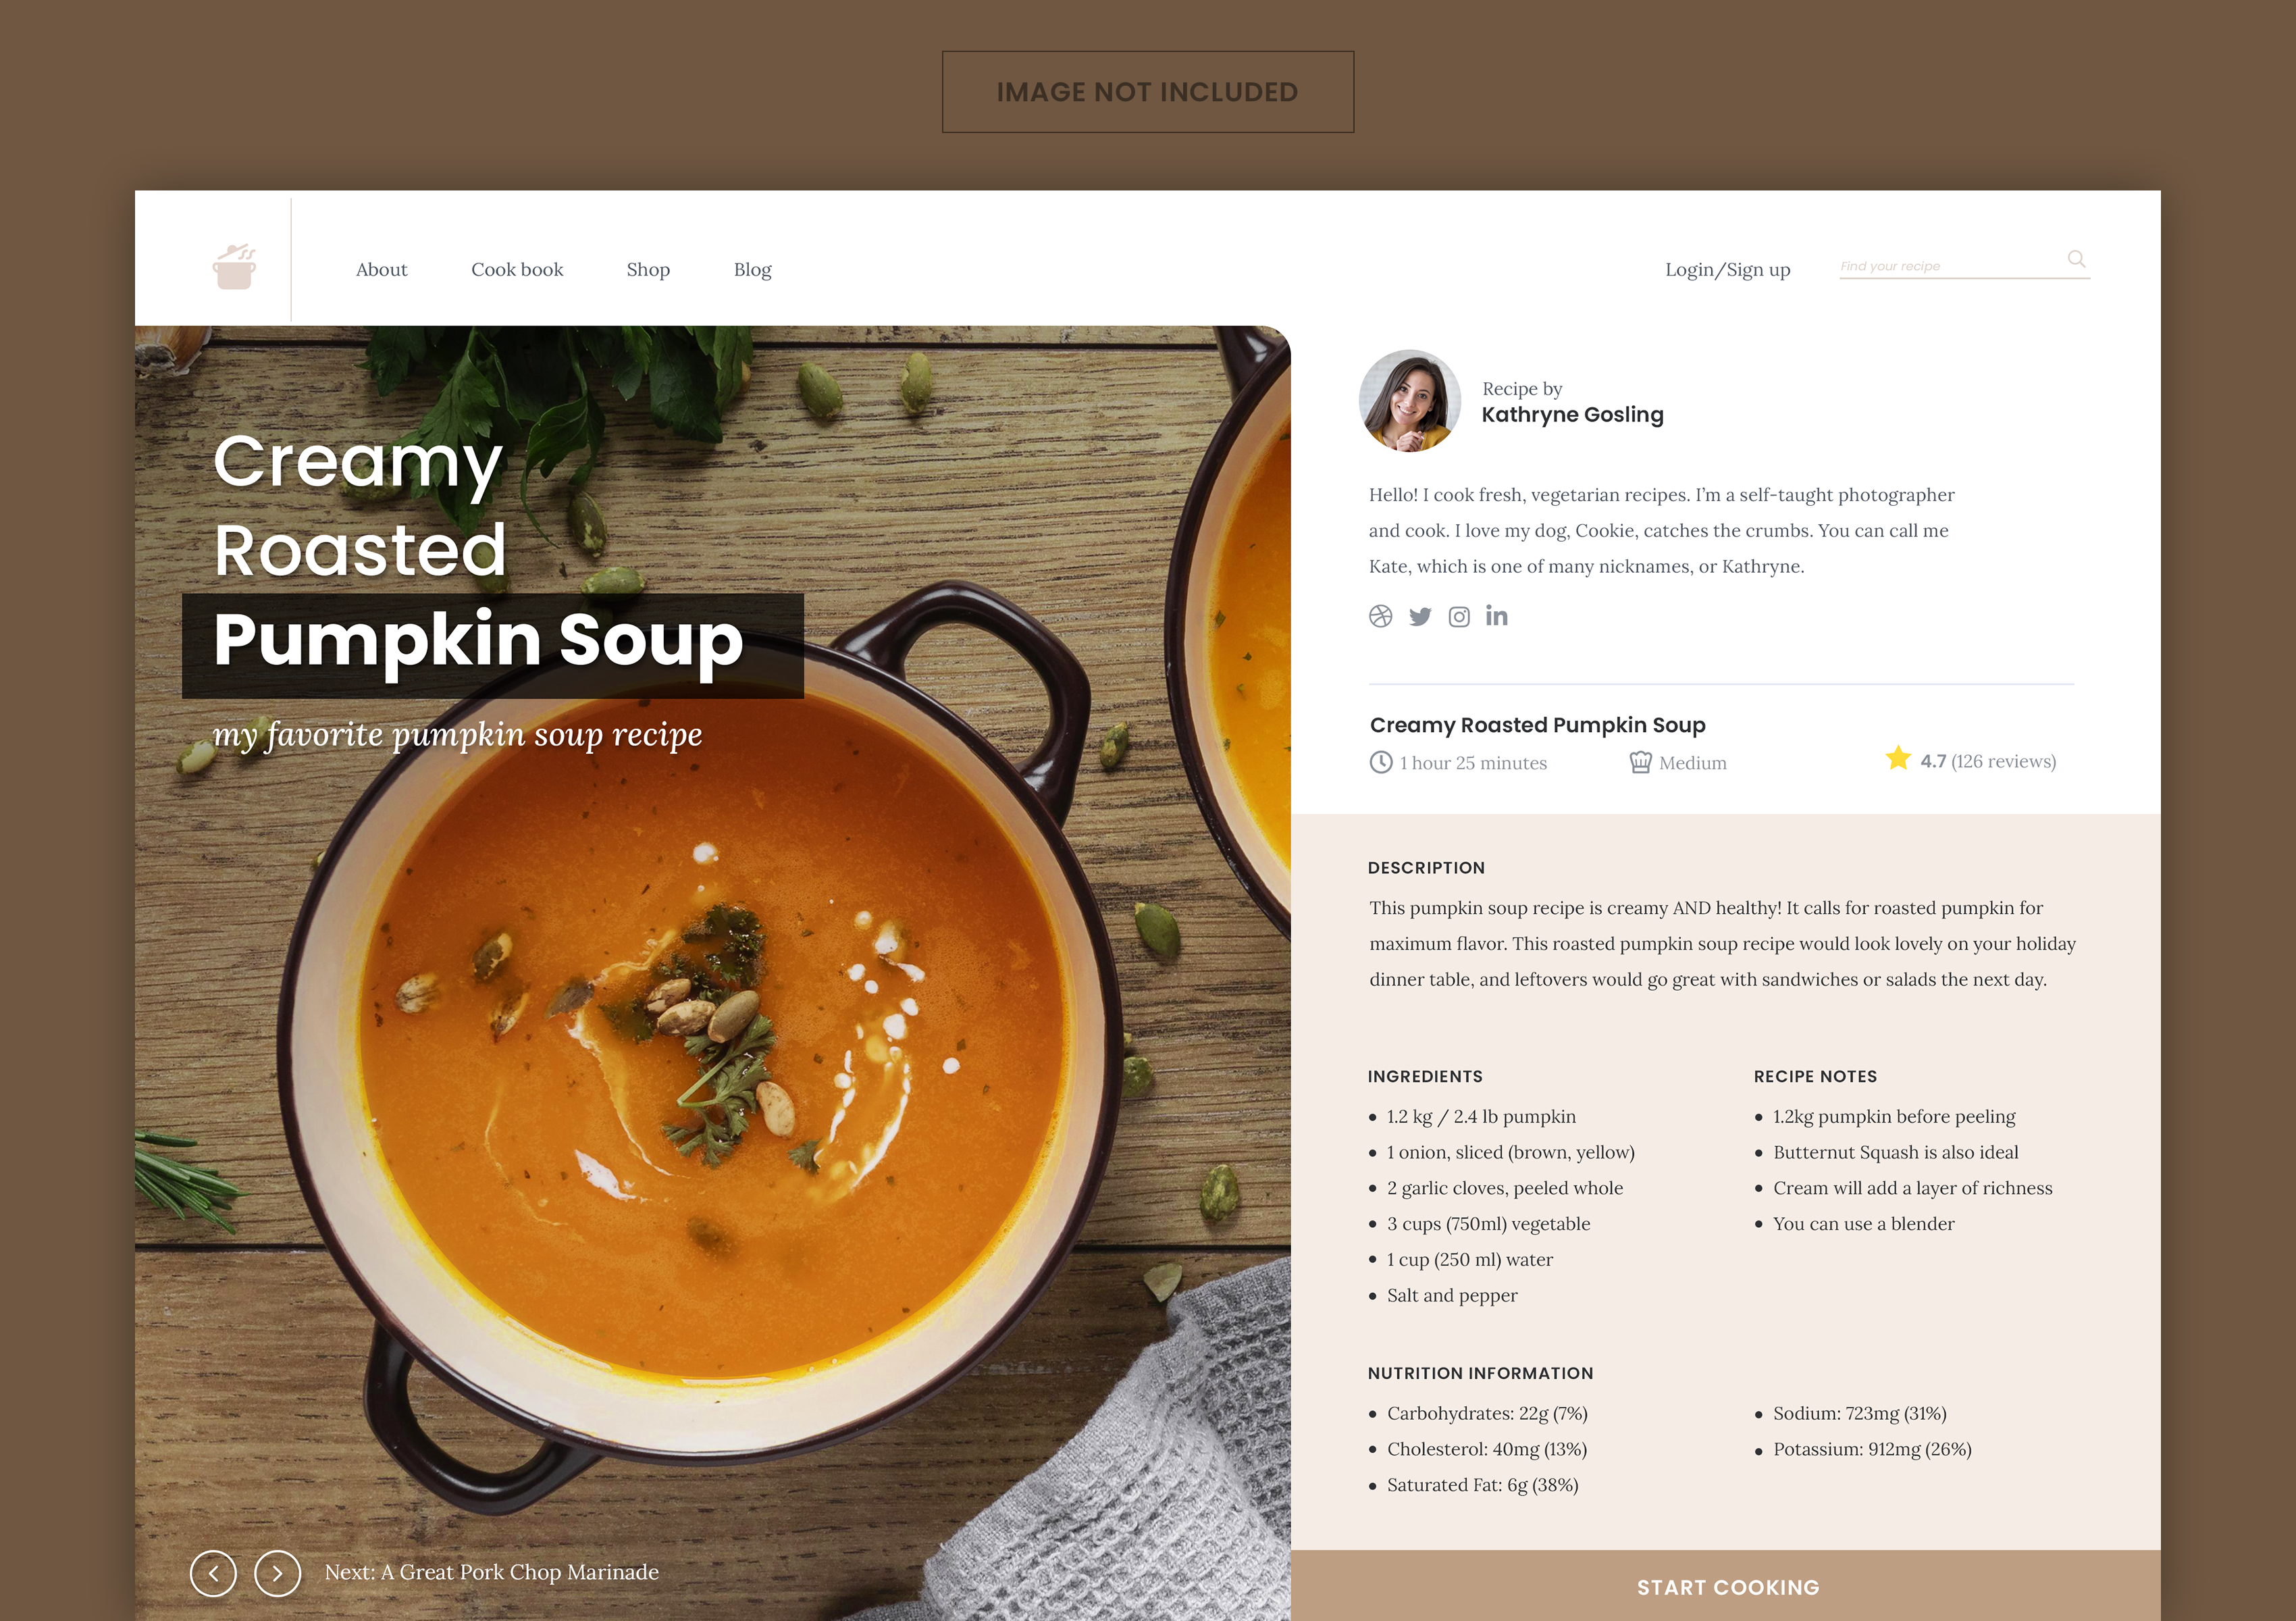 IMAGE NOT INCLUDED
About
Cook book
Shop
Blog
Login/Sign up
Find your recipe
Creamy
Roasted
Pumpkin Soup
my favorite pumpkin soup recipe
Next: A Great Pork Chop Marinade
Recipe by
Kathryne Gosling
Hello! I cook fresh, vegetarian recipes. I'm a self-taught photographer
and cook. I love my dog, Cookie, catches the crumbs. You can call me
Kate, which is one of many nicknames, or Kathryne.
in
Creamy Roasted Pumpkin Soup
1 hour 25 minutes
Medium
4.7 (126 reviews)
DESCRIPTION
This pumpkin soup recipe is creamy AND healthy! It calls for roasted pumpkin for
maximum flavor. This roasted pumpkin soup recipe would look lovely on your holiday
dinner table, and leftovers would go great with sandwiches or salads the next day.
INGREDIENTS
• 1.2 kg / 2.4 lb pumpkin
• 1 onion, sliced (brown, yellow)
• 2 garlic cloves, peeled whole
• 3 cups (750ml) vegetable
• 1 cup (250 ml) water
• Salt and pepper
RECIPE NOTES
• 1.2kg pumpkin before peeling
• Butternut Squash is also ideal
• Cream will add a layer of richness
• You can use a blender
NUTRITION INFORMATION
• Carbohydrates: 22g (7%)
• Cholesterol: 40mg (13%)
• Saturated Fat: 6g (38%)
• Sodium: 723mg (31%)
• Potassium: 912mg (26%)
START COOKING